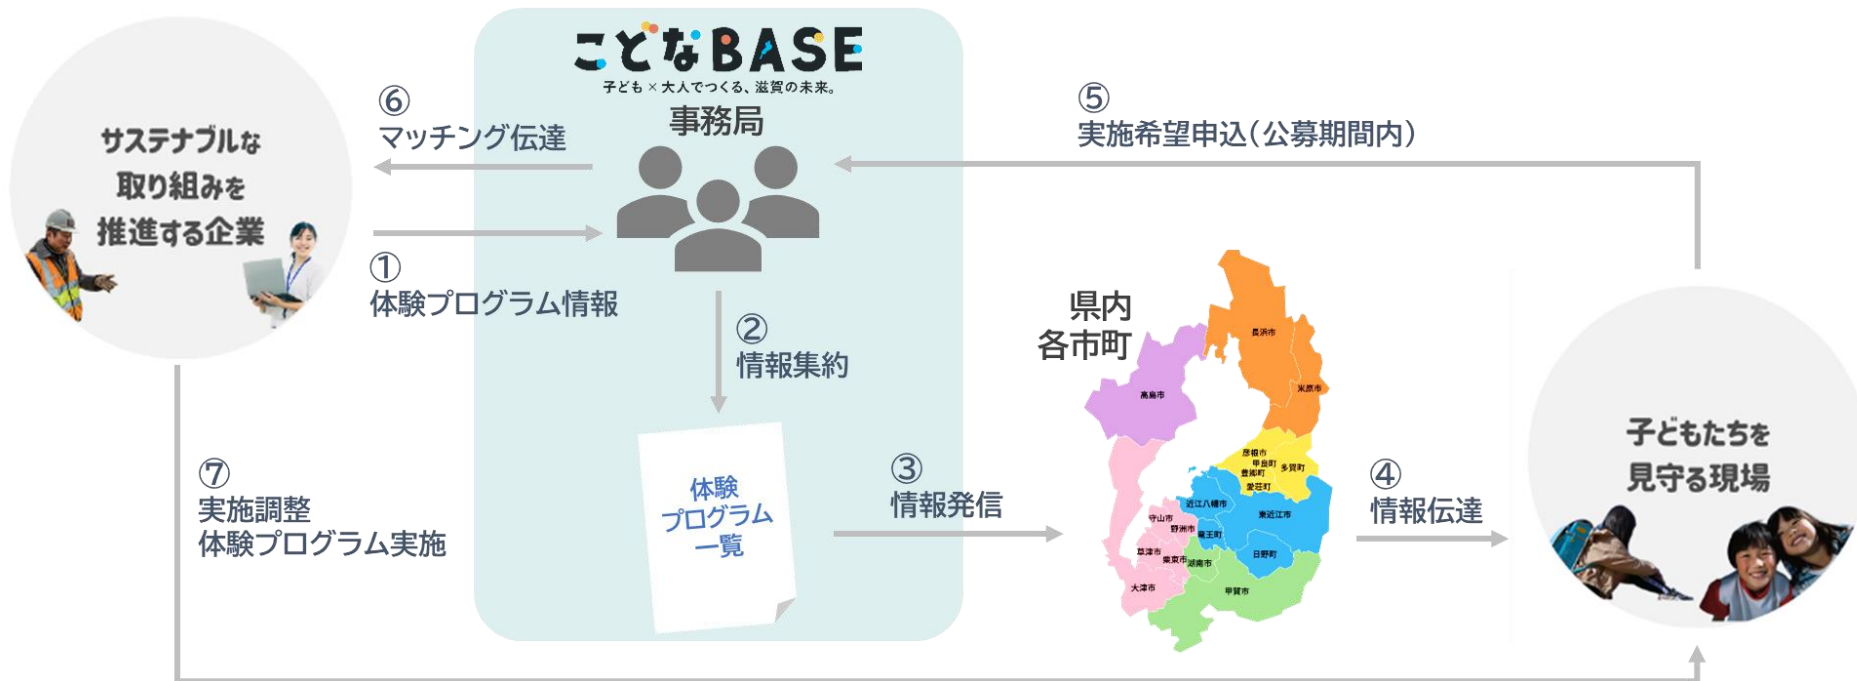 こどなBASE
子ども×大人でつくる、滋賀の未来。
事務局
サステナブルな
取り組みを
推進する企業
⑥
マッチング伝達
①
体験プログラム情報
②
情報集約
体験
プログラム
一覧
③
情報発信
県内
各市町
長浜市
米原市
高島市
彦根市
甲良町
豊郷町
多賀町
愛荘町
近江八幡市
東近江市
守山市
野洲市
竜王町
草津市
栗東市
湖南市
日野町
大津市
甲賀市
④
情報伝達
⑤
実施希望申込(公募期間内)
子どもたちを
見守る現場
⑦
実施調整
体験プログラム実施